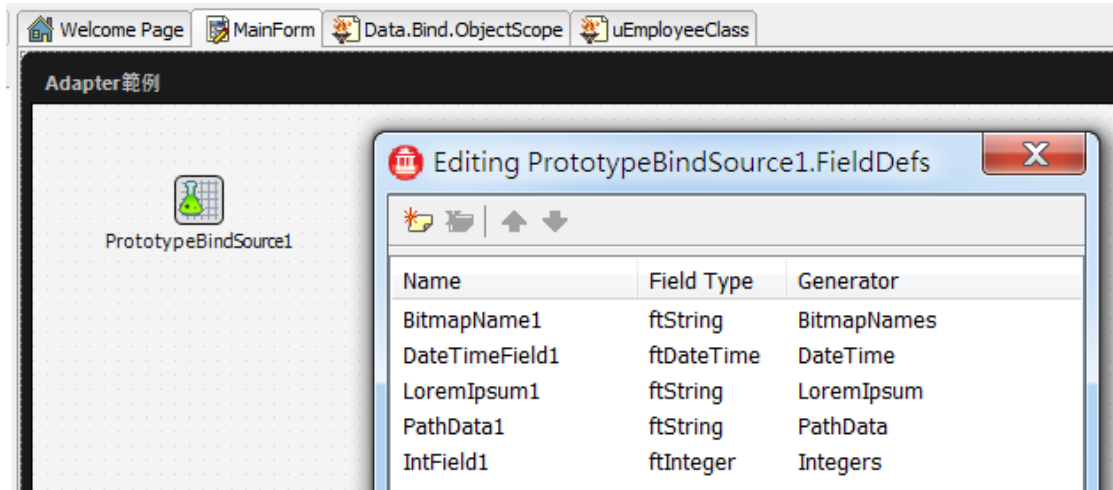 Welcome Page MainForm Data.Bind.ObjectScope uEmployeeClass
Adapter範例
PrototypeBindSource1
Editing PrototypeBindSource1.FieldDefs
Name Field Type Generator
BitmapName1 ftString BitmapNames
DateTimeField1 ftDateTime DateTime
LoremIpsum1 ftString LoremIpsum
PathData1 ftString PathData
IntField1 ftInteger Integers